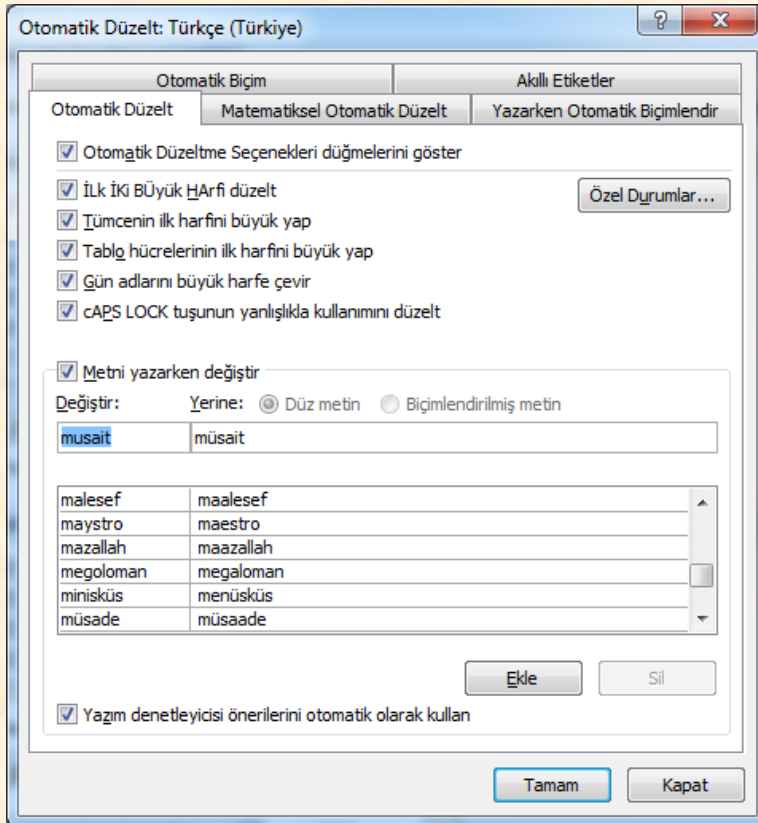 Otomatik Düzelt: Türkçe (Türkiye)
Otomatik Biçim Akıllı Etiketler
Otomatik Düzelt Matematiksel Otomatik Düzelt Yazarken Otomatik Biçimlendir
Otomatik Düzeltme Seçenekleri düğmelerini göster
İLk İKi BÜyük HArfi düzelt Özel Durumlar...
Tümcenin ilk harfini büyük yap
Tablo hücrelerinin ilk harfini büyük yap
Gün adlarını büyük harfe çevir
cAPS LOCK tuşunun yanlışlıkla kullanımını düzelt
Metni yazarken değiştir
Değiştir: Yerine: Düz metin Biçimlendirilmiş metin
musait müsait
malesef maalesef
maystro maestro
mazallah maazallah
megoloman megaloman
minisküs menüsküs
müsade müsaade
Ekle Sil
Yazım denetleyicisi önerilerini otomatik olarak kullan
Tamam Kapat